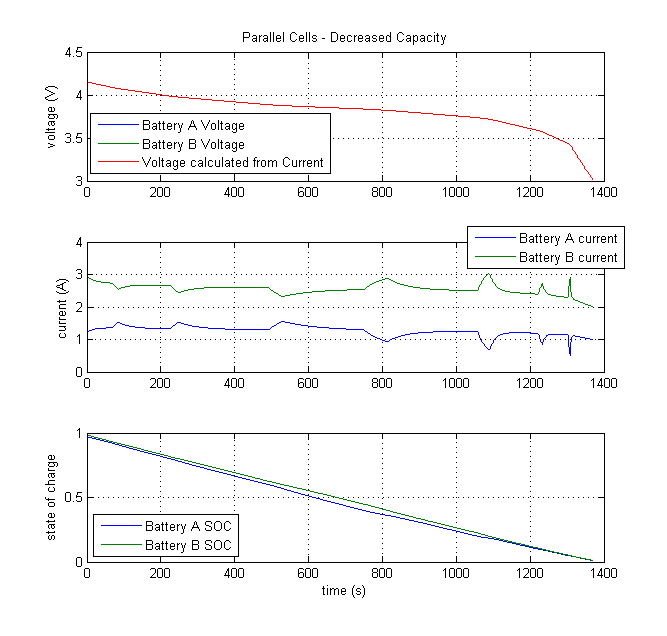 Parallel Cells - Decreased Capacity
4.5
4
3.5
3
voltage (V)
Battery A Voltage
Battery B Voltage
Voltage calculated from Current
0 200 400 600 800 1000 1200 1400
4
3
2
1
0
current (A)
Battery A current
Battery B current
0 200 400 600 800 1000 1200 1400
1
0.5
0
state of charge
Battery A SOC
Battery B SOC
0 200 400 600 800 1000 1200 1400
time (s)